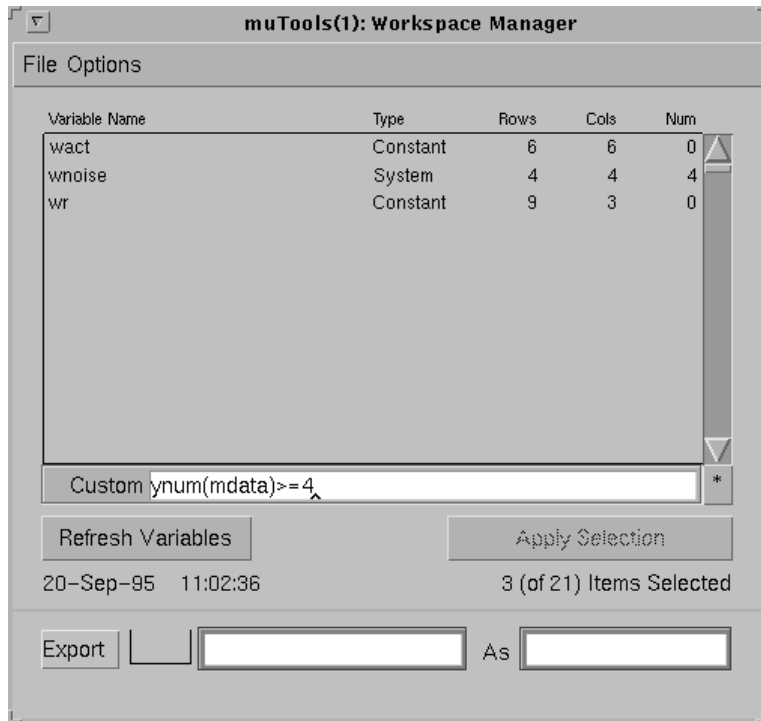 muTools(1): Workspace Manager
File Options
Variable Name Type Rows Cols Num
wact Constant 6 6 0
wnoise System 4 4 4
wr Constant 9 3 0
Custom ynum(mdata)>=4 *
Refresh Variables Apply Selection
20-Sep-95 11:02:36 3 (of 21) Items Selected
Export As